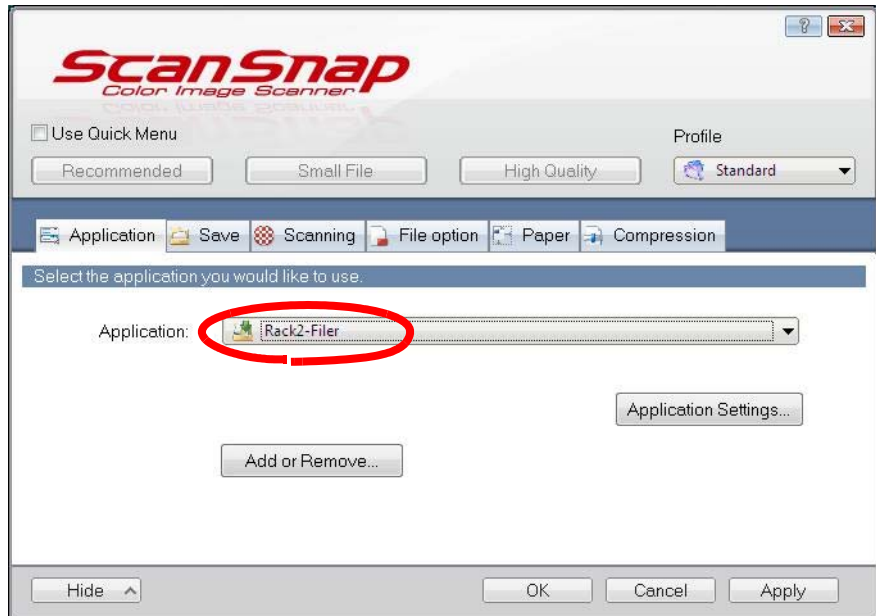 ScanSnap
Color Image Scanner
Use Quick Menu
Profile
Recommended Small File High Quality Standard
Application Save Scanning File option Paper Compression
Select the application you would like to use.
Application: Rack2-Filer
Application Settings...
Add or Remove...
Hide OK Cancel Apply